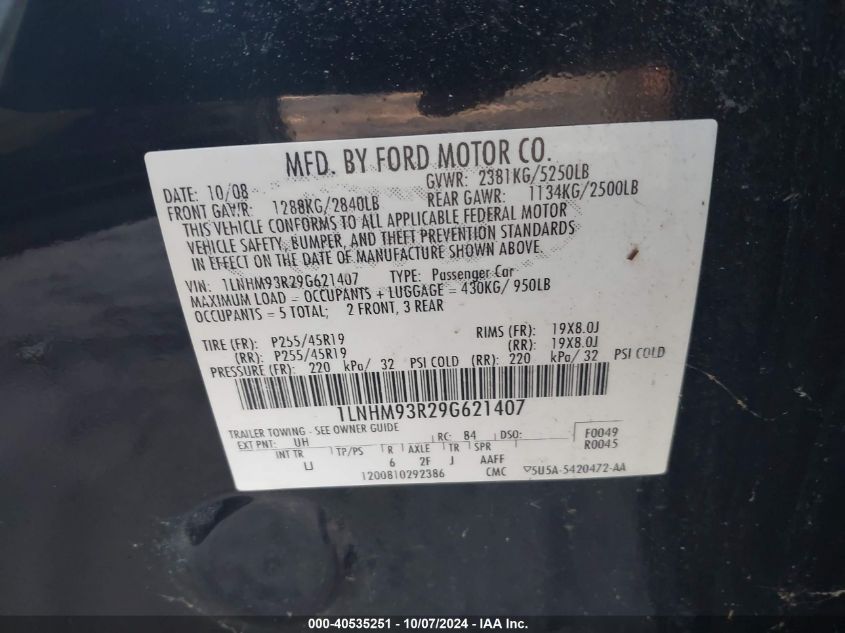 MFD. BY FORD MOTOR CO.
DATE: 10/08 GVWR: 2381KG/5250LB
FRONT GAWR: 1288KG/2840LB REAR GAWR: 1134KG/2500LB
THIS VEHICLE CONFORMS TO ALL APPLICABLE FEDERAL MOTOR
VEHICLE SAFETY, BUMPER, AND THEFT PREVENTION STANDARDS
IN EFFECT ON THE DATE OF MANUFACTURE SHOWN ABOVE.
VIN: 1LNHM93R29G621407 TYPE: Passenger Car
MAXIMUM LOAD = OCCUPANTS + LUGGAGE = 430KG/ 950LB
OCCUPANTS = 5 TOTAL; 2 FRONT, 3 REAR
TIRE (FR): P255/45R19 RIMS (FR): 19X8.0J
(RR): P255/45R19 (RR): 19X8.0J
PRESSURE (FR): 220 kPa/ 32 PSI COLD (RR): 220 kPa/ 32 PSI COLD
1LNHM93R29G621407
TRAILER TOWING - SEE OWNER GUIDE
EXT PNT: UH RC: 84 DSO: F0049
INT TR TP/PS R AXLE TR SPR R0045
LJ 6 2F J AAFF
1200810292386 CMC ▽5U5A-5420472-AA
000-40535251 - 10/07/2024 - IAA Inc.